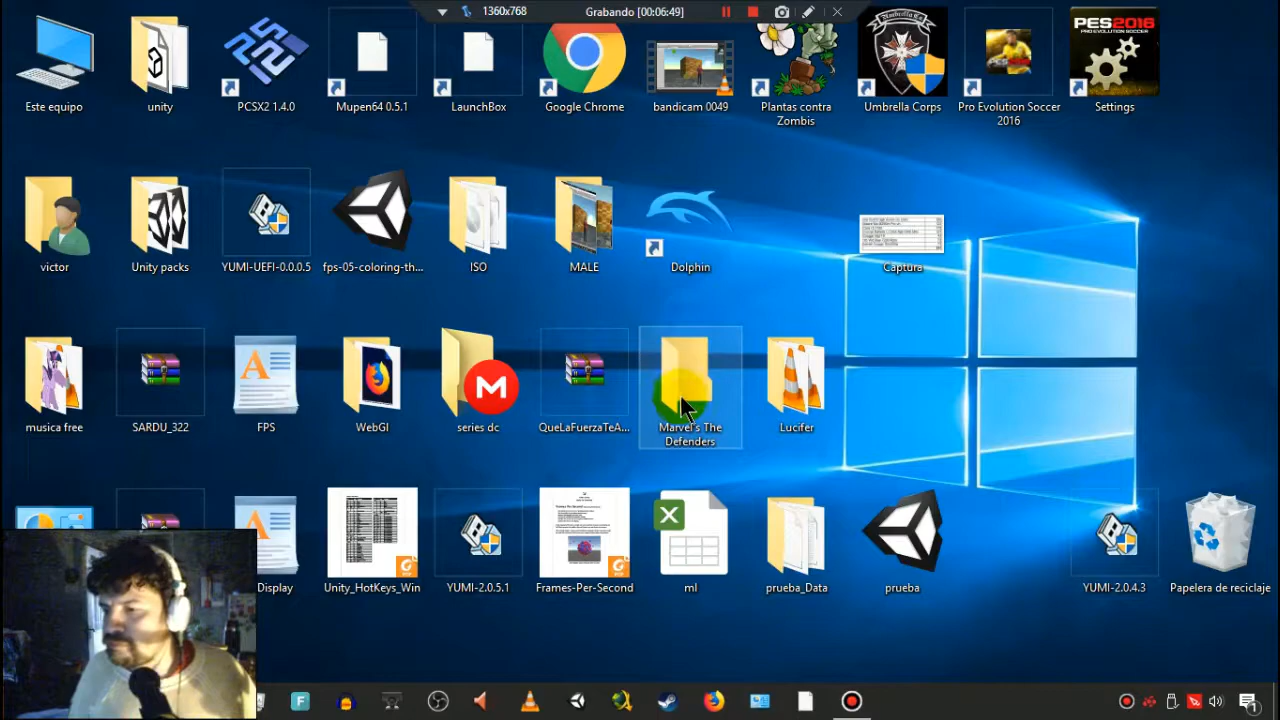 1360x768
Grabando [00:06:49]
Este equipo
unity
PCSX2 1.4.0
Mupen64 0.5.1
LaunchBox
Google Chrome
bandicam 0049
Plantas contra
Zombis
Umbrella Corps
Pro Evolution Soccer
2016
PES2016
PRO EVOLUTION SOCCER
Settings
victor
Unity packs
YUMI-UEFI-0.0.0.5
fps-05-coloring-th...
ISO
MALE
Dolphin
Captura
musica free
SARDU_322
FPS
WebGl
series dc
QueLaFuerzaTeA...
Marvel's The
Defenders
Lucifer
Display
Unity_HotKeys_Win
YUMI-2.0.5.1
Frames-Per-Second
ml
prueba_Data
prueba
YUMI-2.0.4.3
Papelera de reciclaje